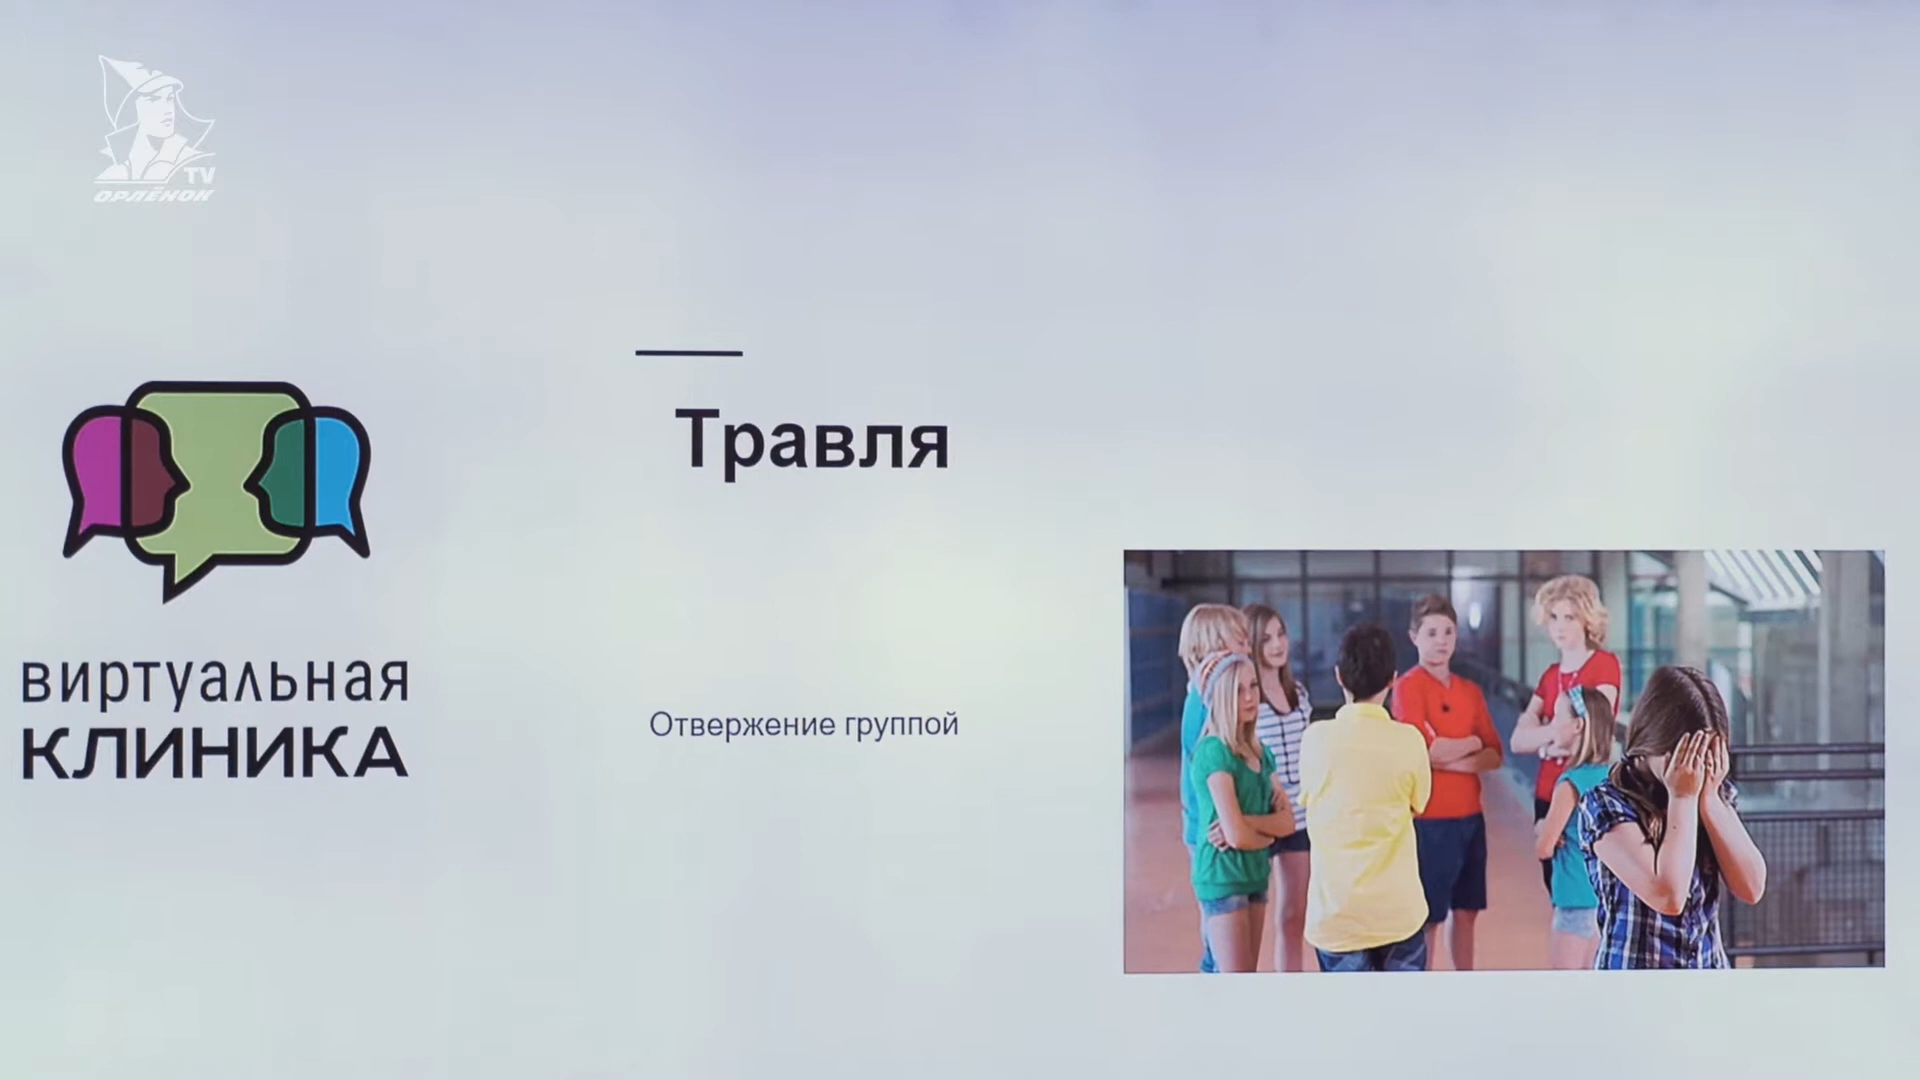 TV
ОРЛЁНОК
Травля
виртуальная
КЛИНИКА
Отвержение группой